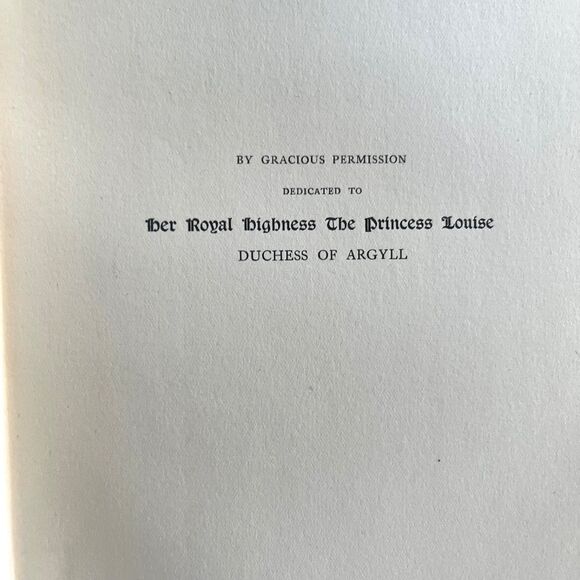 BY GRACIOUS PERMISSION
DEDICATED TO
Her Royal Highness The Princess Louise
DUCHESS OF ARGYLL